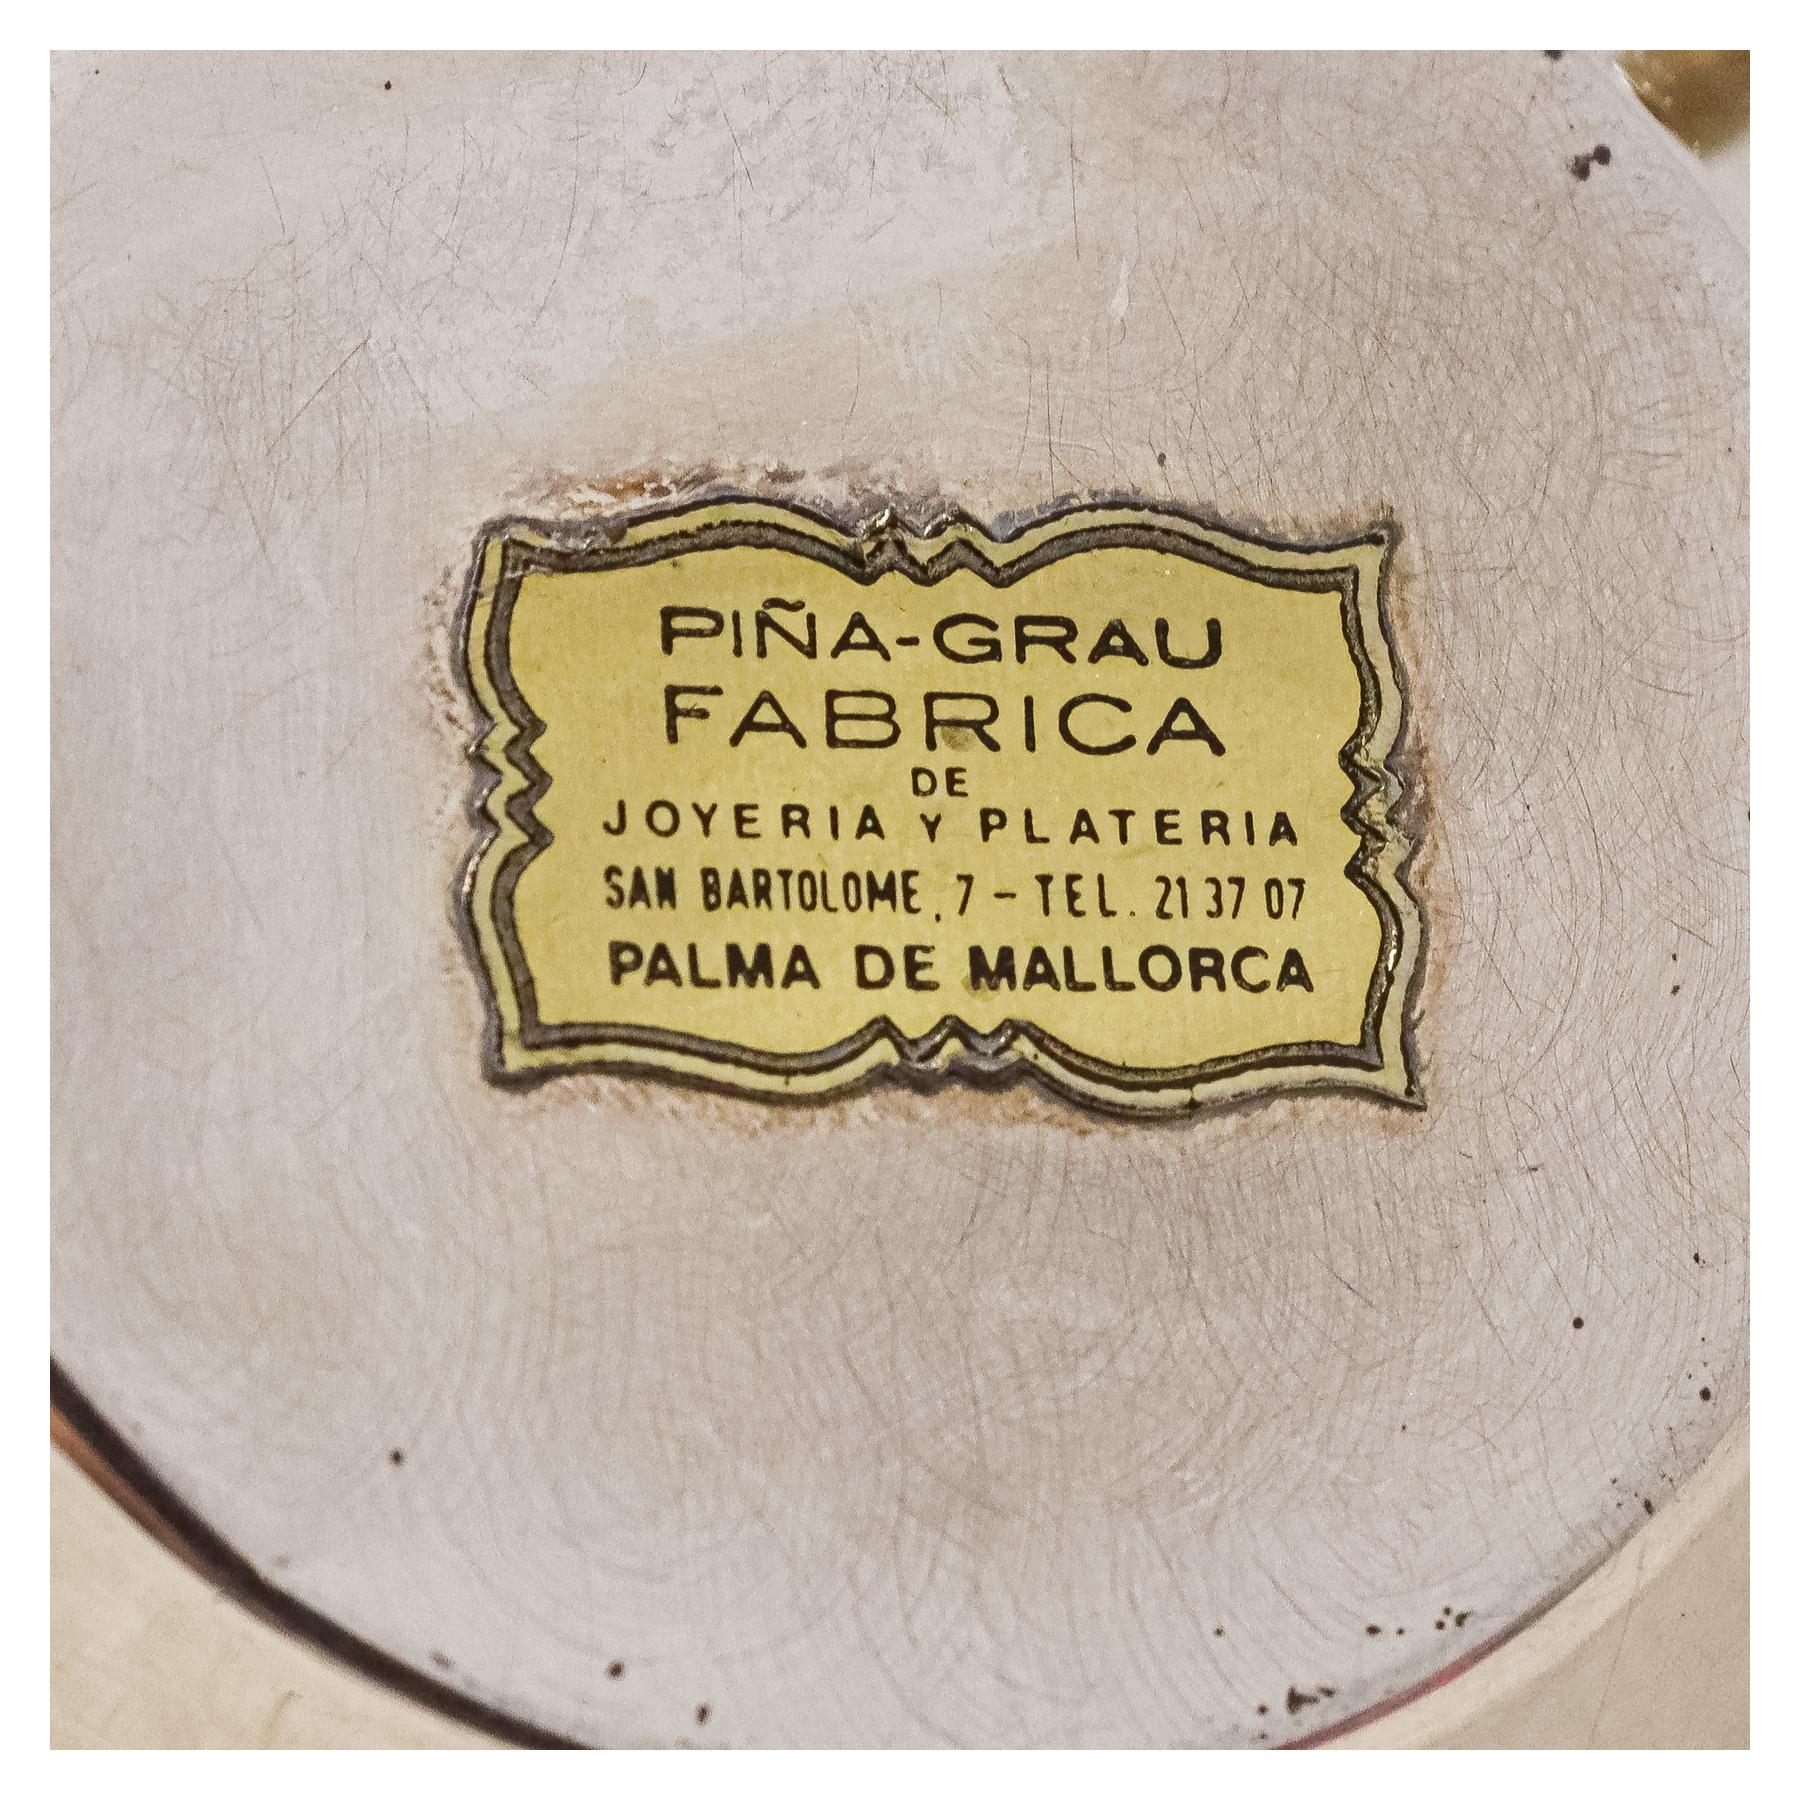 PIÑA-GRAU
FABRICA
DE
JOYERIA Y PLATERIA
SAN BARTOLOME, 7 - TEL. 21 37 07
PALMA DE MALLORCA